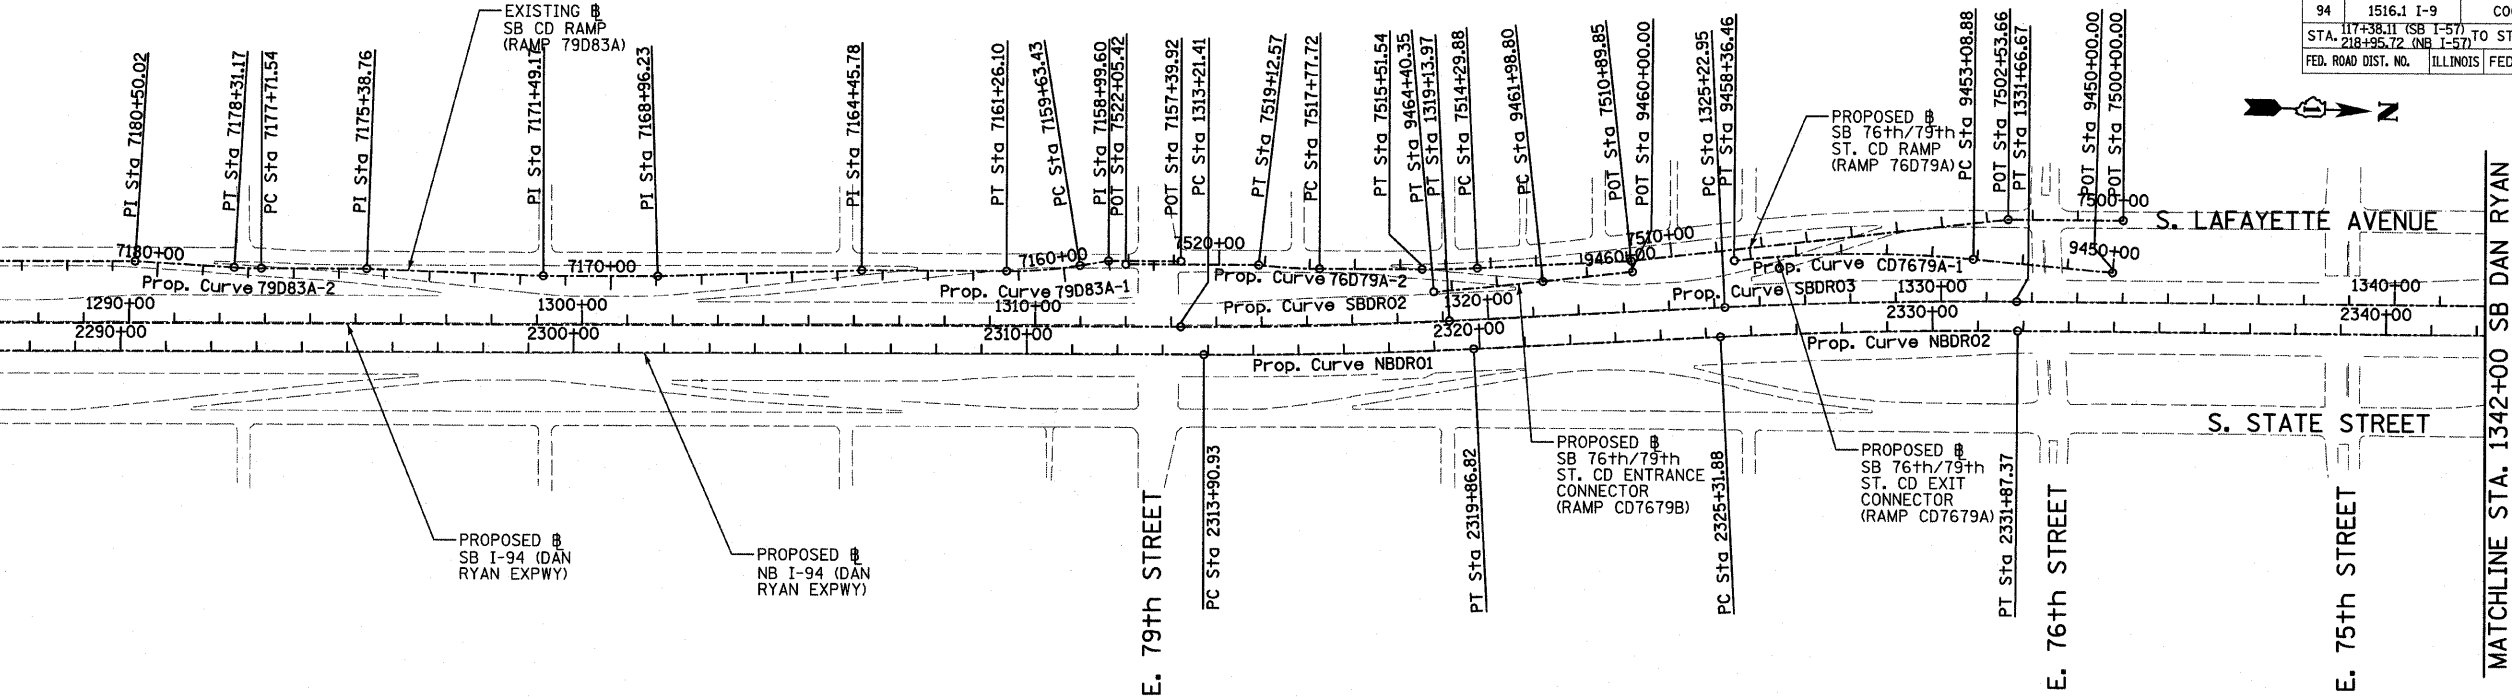 94 1516.1 I-9 COO
STA. 117+38.11 (SB I-57) TO ST
218+95.72 (NB I-57)
FED. ROAD DIST. NO. ILLINOIS FED
N
EXISTING BL
SB CD RAMP
(RAMP 79D83A)
PI Sta 7180+50.02
PT Sta 7178+31.17
PC Sta 7177+71.54
PI Sta 7175+38.76
PI Sta 7171+49.17
PI Sta 7168+96.23
PI Sta 7164+45.78
PT Sta 7161+26.10
PC Sta 7159+63.43
PI Sta 7158+99.60
POT Sta 7522+05.42
POT Sta 7157+39.92
PC Sta 1313+21.41
PT Sta 7519+12.57
PC Sta 7517+77.72
PT Sta 7515+51.54
PT Sta 9464+40.35
PT Sta 1319+13.97
PC Sta 7514+29.88
PC Sta 9461+98.80
POT Sta 7510+89.85
POT Sta 9460+00.00
PC Sta 1325+22.95
PT Sta 9458+36.46
PROPOSED BL
SB 76th/79th
ST. CD RAMP
(RAMP 76D79A)
PC Sta 9453+08.88
POT Sta 7502+53.66
PT Sta 1331+66.67
POT Sta 9450+00.00
POT Sta 7500+00.00
7180+00
7170+00
7160+00
7520+00
7510+00
7500+00
9460+00
9450+00
S. LAFAYETTE AVENUE
Prop. Curve 79D83A-2
Prop. Curve 79D83A-1
Prop. Curve 76D79A-2
Prop. Curve CD7679A-1
Prop. Curve SBDR02
Prop. Curve SBDR03
1290+00
1300+00
1310+00
1320+00
1330+00
1340+00
2290+00
2300+00
2310+00
2320+00
2330+00
2340+00
Prop. Curve NBDR01
Prop. Curve NBDR02
S. STATE STREET
PROPOSED BL
SB I-94 (DAN
RYAN EXPWY)
PROPOSED BL
NB I-94 (DAN
RYAN EXPWY)
E. 79th STREET
PC Sta 2313+90.93
PT Sta 2319+86.82
PROPOSED BL
SB 76th/79th
ST. CD ENTRANCE
CONNECTOR
(RAMP CD7679B)
PC Sta 2325+31.88
PROPOSED BL
SB 76th/79th
ST. CD EXIT
CONNECTOR
(RAMP CD7679A)
PT Sta 2331+87.37
E. 76th STREET
E. 75th STREET
MATCHLINE STA. 1342+00 SB DAN RYAN